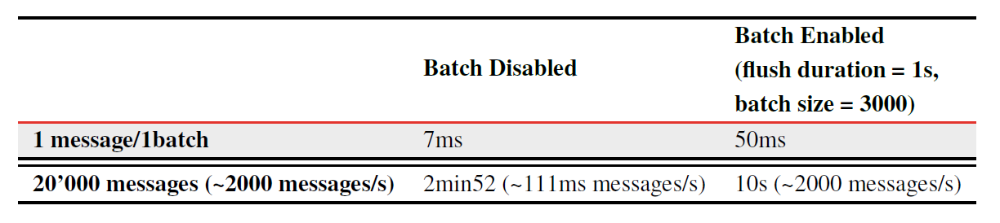 Batch Disabled
Batch Enabled
(flush duration = 1s,
batch size = 3000)
1 message/1batch 7ms 50ms
20’000 messages (~2000 messages/s) 2min52 (~111ms messages/s) 10s (~2000 messages/s)